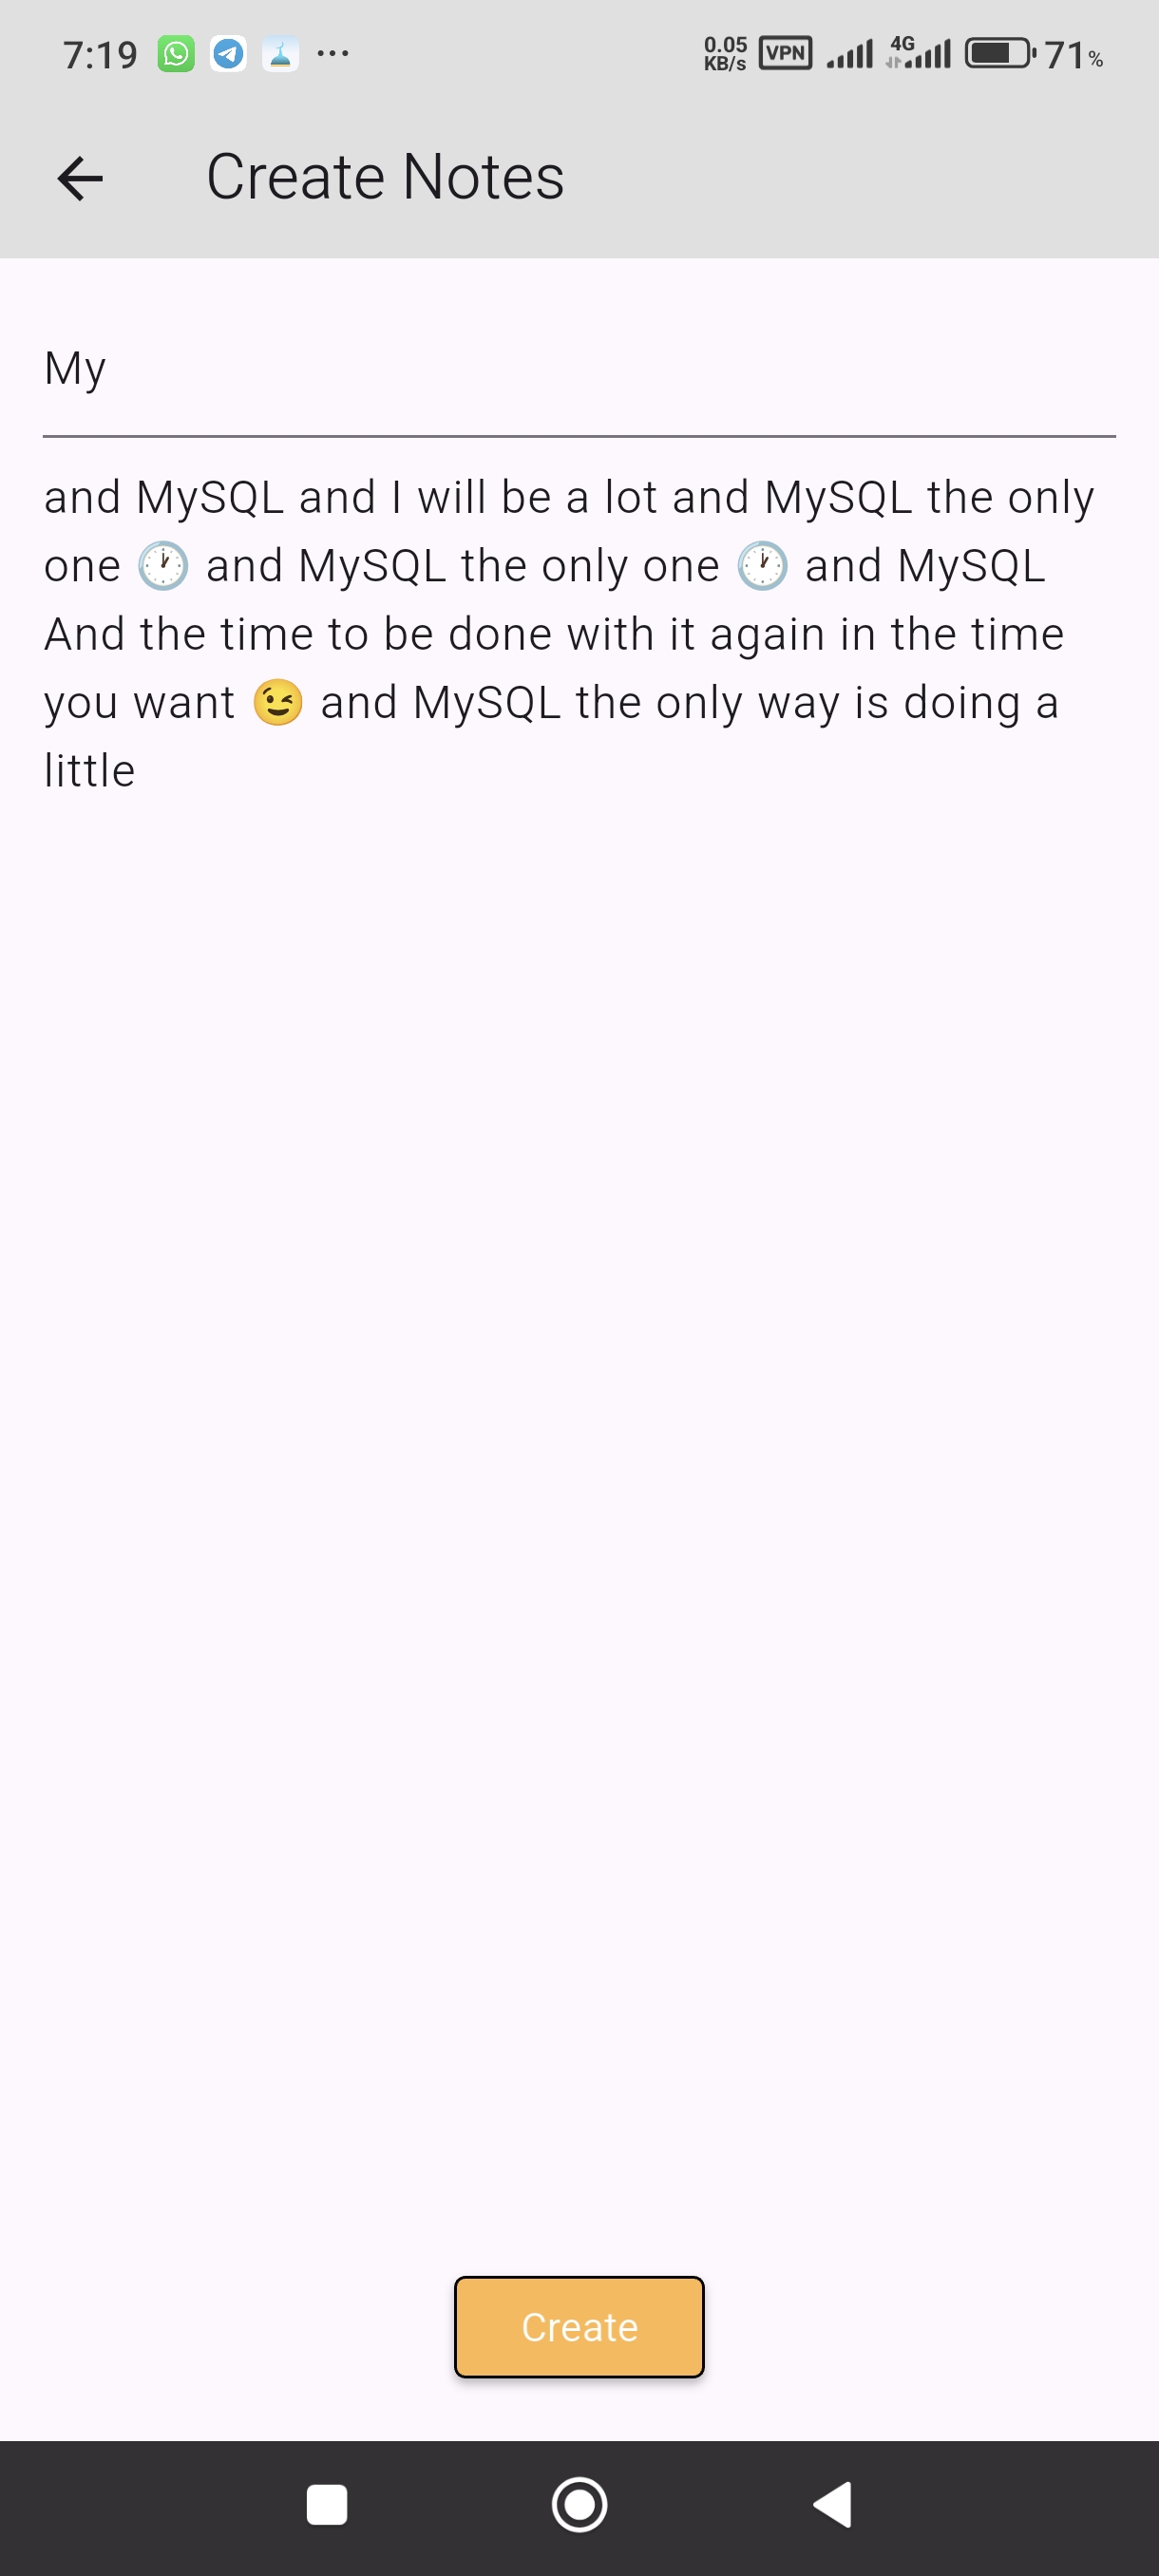 7:19 ... 0.05 KB/s VPN 4G 71%
Create Notes
My
and MySQL and I will be a lot and MySQL the only
one 🕐 and MySQL the only one 🕐 and MySQL
And the time to be done with it again in the time
you want 😉 and MySQL the only way is doing a
little
Create